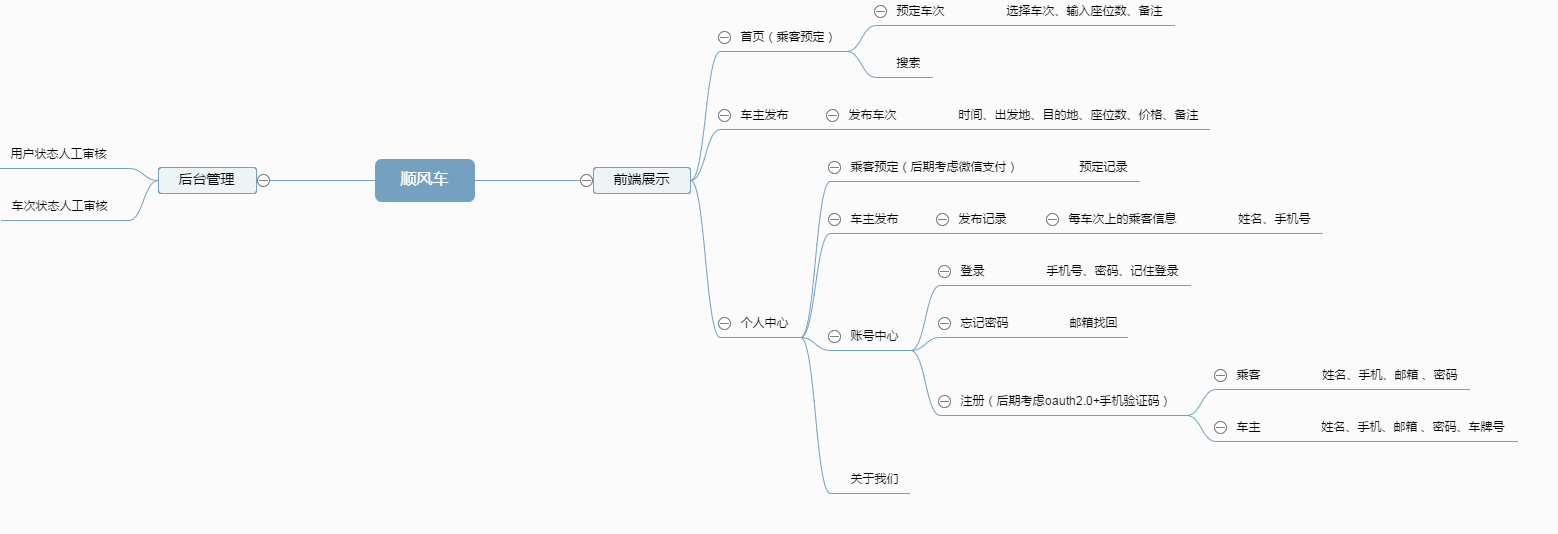 预定车次
选择车次、输入座位数、备注
首页（乘客预定）
搜索
车主发布
发布车次
时间、出发地、目的地、座位数、价格、备注
用户状态人工审核
后台管理
顺风车
前端展示
乘客预定（后期考虑微信支付）
预定记录
车次状态人工审核
车主发布
发布记录
每车次上的乘客信息
姓名、手机号
登录
手机号、密码、记住登录
个人中心
账号中心
忘记密码
邮箱找回
乘客
姓名、手机、邮箱 、密码
注册（后期考虑oauth2.0+手机验证码）
车主
姓名、手机、邮箱 、密码、车牌号
关于我们